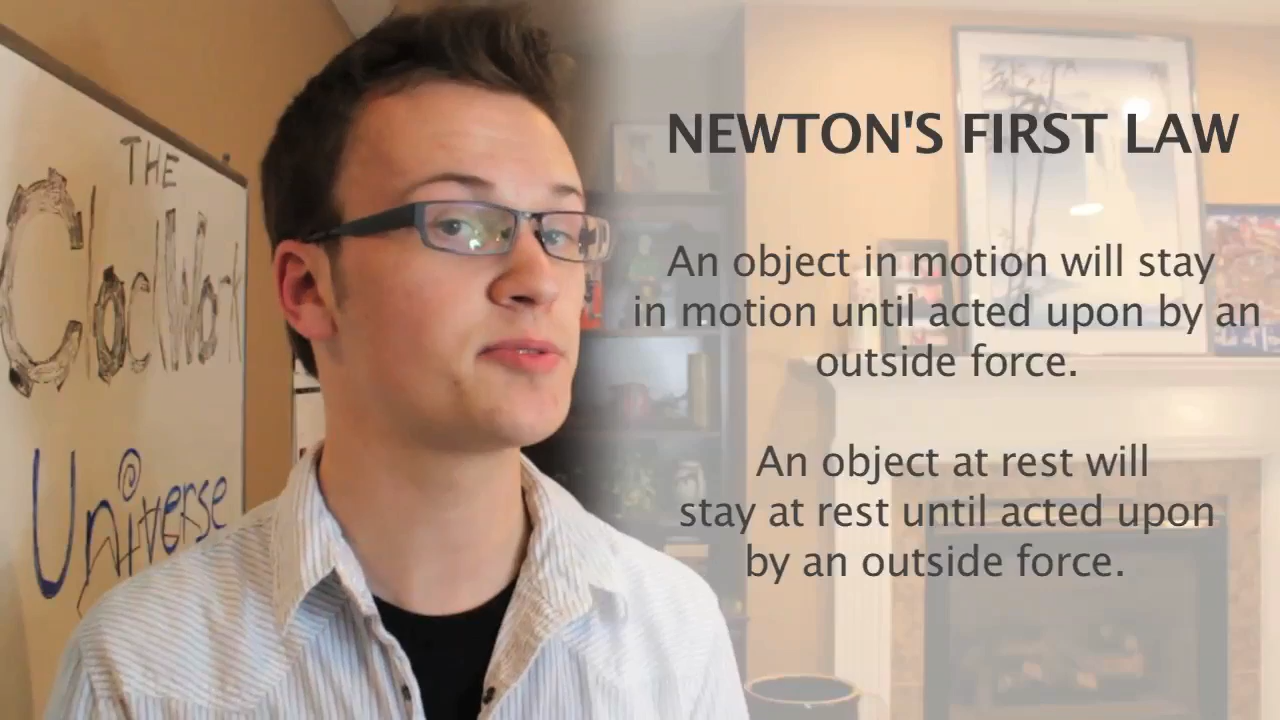 THE
ClocWork
Universe
NEWTON'S FIRST LAW
An object in motion will stay
in motion until acted upon by an
outside force.
An object at rest will
stay at rest until acted upon
by an outside force.